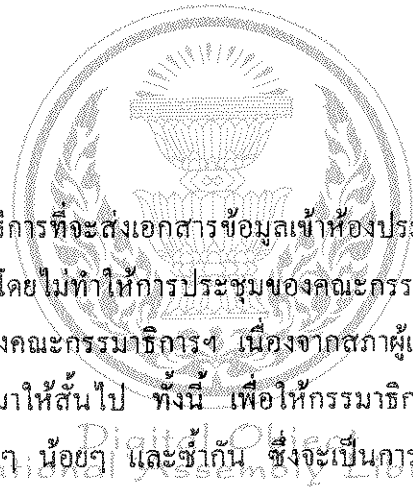 ธีการที่จะส่งเอกสารข้อมูลเข้าห้องประ
โดยไม่ทำให้การประชุมของคณะกรร
งคณะกรรมาธิการฯ เนื่องจากสภาผู้แ
มาให้สั้นไป ทั้งนี้ เพื่อให้กรรมาธิก
ๆ น้อยๆ และซ้ำกัน ซึ่งจะเป็นการ
Digital Object
National Assembly Library